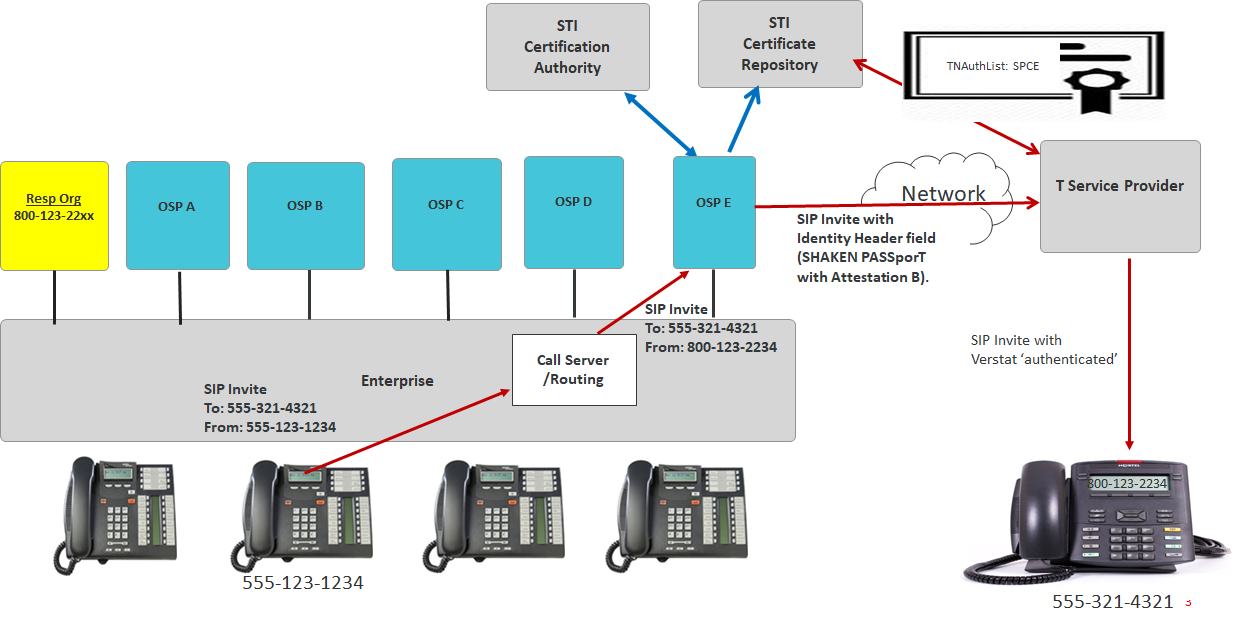 STI
Certification
Authority
STI
Certificate
Repository
TNAuthList: SPCE
Resp Org
800-123-22xx
OSP A
OSP B
OSP C
OSP D
OSP E
Network
T Service Provider
SIP Invite with
Identity Header field
(SHAKEN PASSporT
with Attestation B).
SIP Invite
To: 555-321-4321
From: 800-123-2234
Call Server
/Routing
Enterprise
SIP Invite
To: 555-321-4321
From: 555-123-1234
SIP Invite with
Verstat ‘authenticated’
NORTEL
800-123-2234
555-123-1234
555-321-4321
3